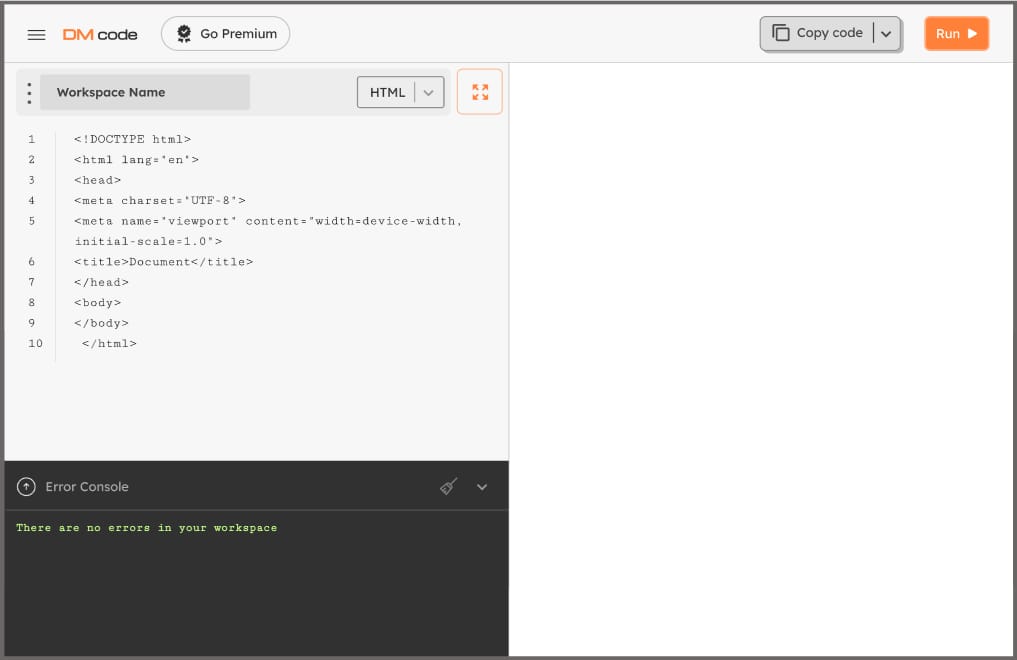 DM code
Go Premium
Copy code
Run
Workspace Name
HTML
1 <!DOCTYPE html>
2 <html lang="en">
3 <head>
4 <meta charset="UTF-8">
5 <meta name="viewport" content="width=device-width,
initial-scale=1.0">
6 <title>Document</title>
7 </head>
8 <body>
9 </body>
10 </html>
Error Console
There are no errors in your workspace